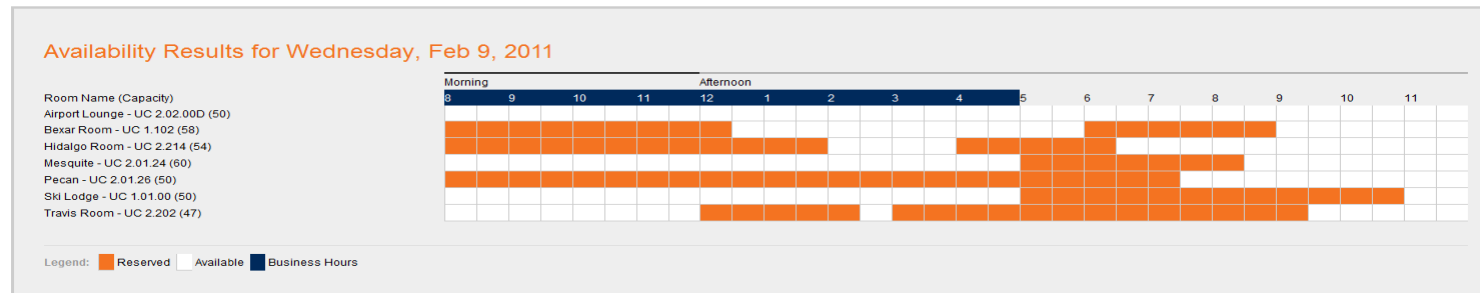 Availability Results for Wednesday, Feb 9, 2011
Morning Afternoon
Room Name (Capacity) 8 9 10 11 12 1 2 3 4 5 6 7 8 9 10 11
Airport Lounge - UC 2.02.00D (50)
Bexar Room - UC 1.102 (58)
Hidalgo Room - UC 2.214 (54)
Mesquite - UC 2.01.24 (60)
Pecan - UC 2.01.26 (50)
Ski Lodge - UC 1.01.00 (50)
Travis Room - UC 2.202 (47)
Legend: Reserved Available Business Hours